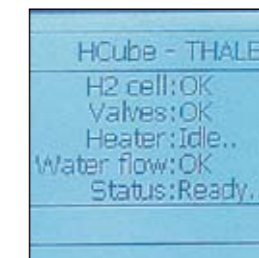 HCube - THALE
H2 cell:OK
Valves:OK
Heater:Idle..
Water flow:OK
Status:Ready.